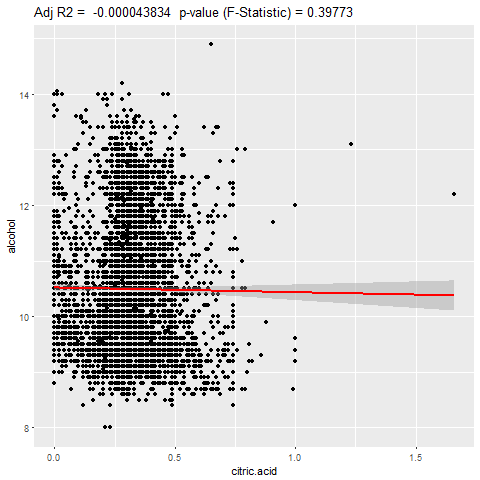 Adj R2 =  -0.000043834  p-value (F-Statistic) = 0.39773
14
12
10
8
alcohol
0.0 0.5 1.0 1.5
citric.acid